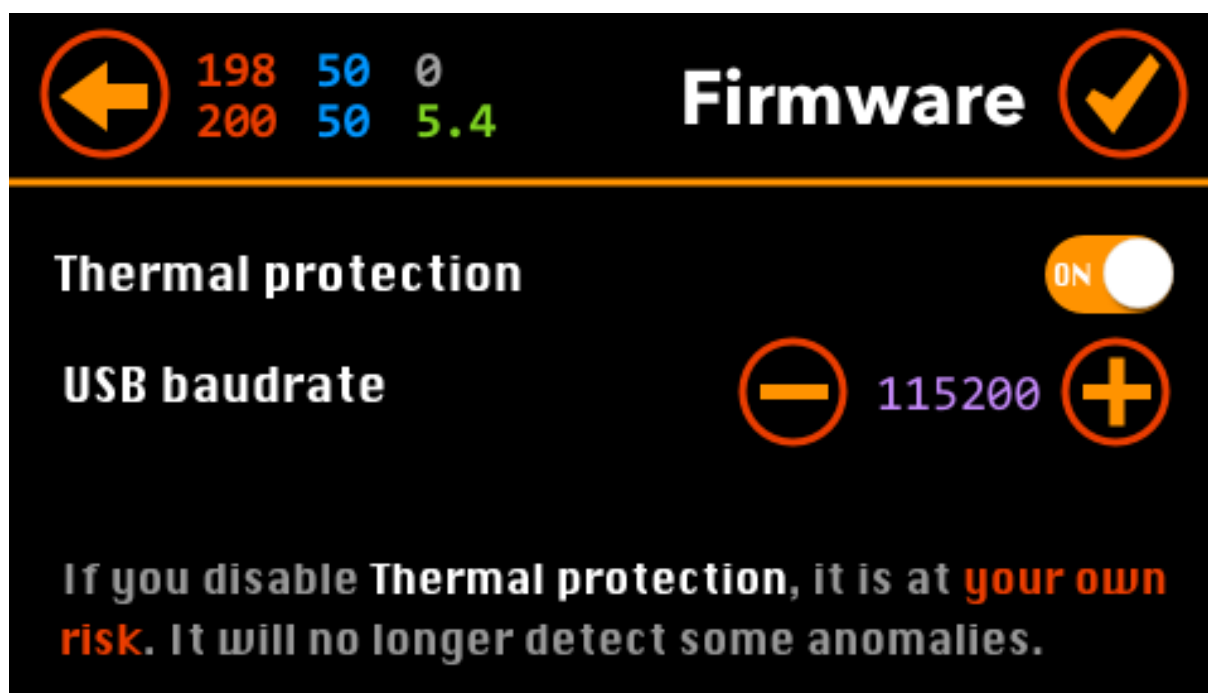 198 50 0
200 50 5.4
Firmware
Thermal protection
ON
USB baudrate
115200
If you disable Thermal protection, it is at your own
risk. It will no longer detect some anomalies.